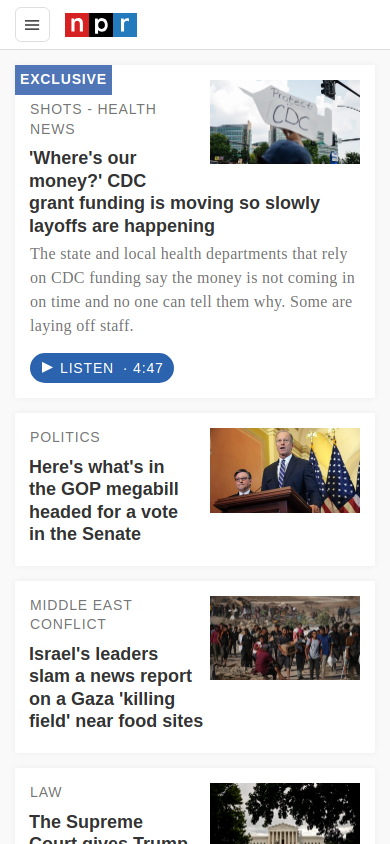 npr
EXCLUSIVE
SHOTS - HEALTH
NEWS
Protect
CDC
'Where's our
money?' CDC
grant funding is moving so slowly
layoffs are happening
The state and local health departments that rely
on CDC funding say the money is not coming in
on time and no one can tell them why. Some are
laying off staff.
LISTEN · 4:47
POLITICS
Here's what's in
the GOP megabill
headed for a vote
in the Senate
MIDDLE EAST
CONFLICT
Israel's leaders
slam a news report
on a Gaza 'killing
field' near food sites
LAW
The Supreme
Court gives Trump